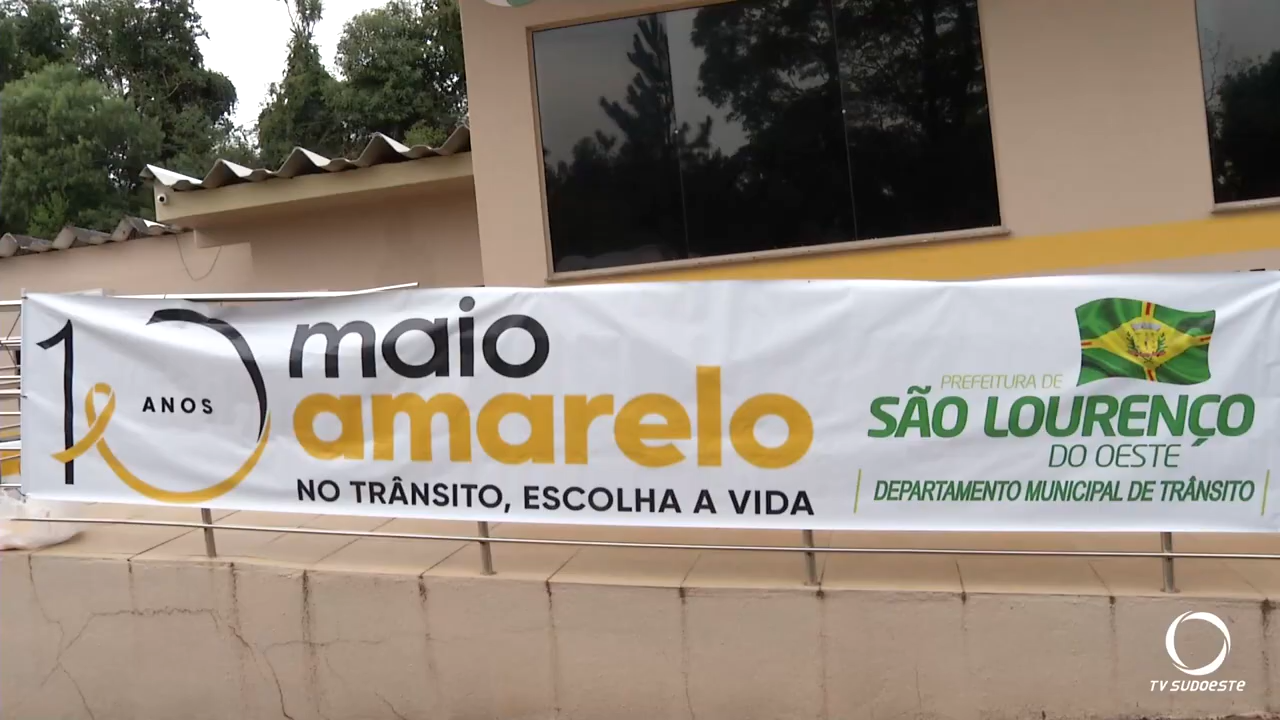 10 ANOS
maio
amarelo
NO TRÂNSITO, ESCOLHA A VIDA
PREFEITURA DE
SÃO LOURENÇO
DO OESTE
DEPARTAMENTO MUNICIPAL DE TRÂNSITO
TV SUDOESTE